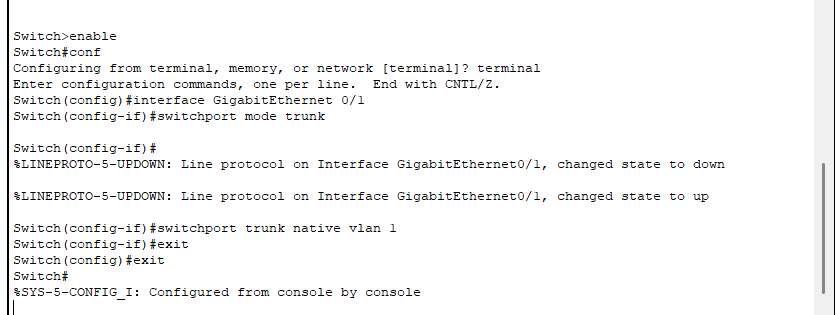 Switch>enable
Switch#conf
Configuring from terminal, memory, or network [terminal]? terminal
Enter configuration commands, one per line.  End with CNTL/Z.
Switch(config)#interface GigabitEthernet 0/1
Switch(config-if)#switchport mode trunk
Switch(config-if)#
%LINEPROTO-5-UPDOWN: Line protocol on Interface GigabitEthernet0/1, changed state to down
%LINEPROTO-5-UPDOWN: Line protocol on Interface GigabitEthernet0/1, changed state to up
Switch(config-if)#switchport trunk native vlan 1
Switch(config-if)#exit
Switch(config)#exit
Switch#
%SYS-5-CONFIG_I: Configured from console by console